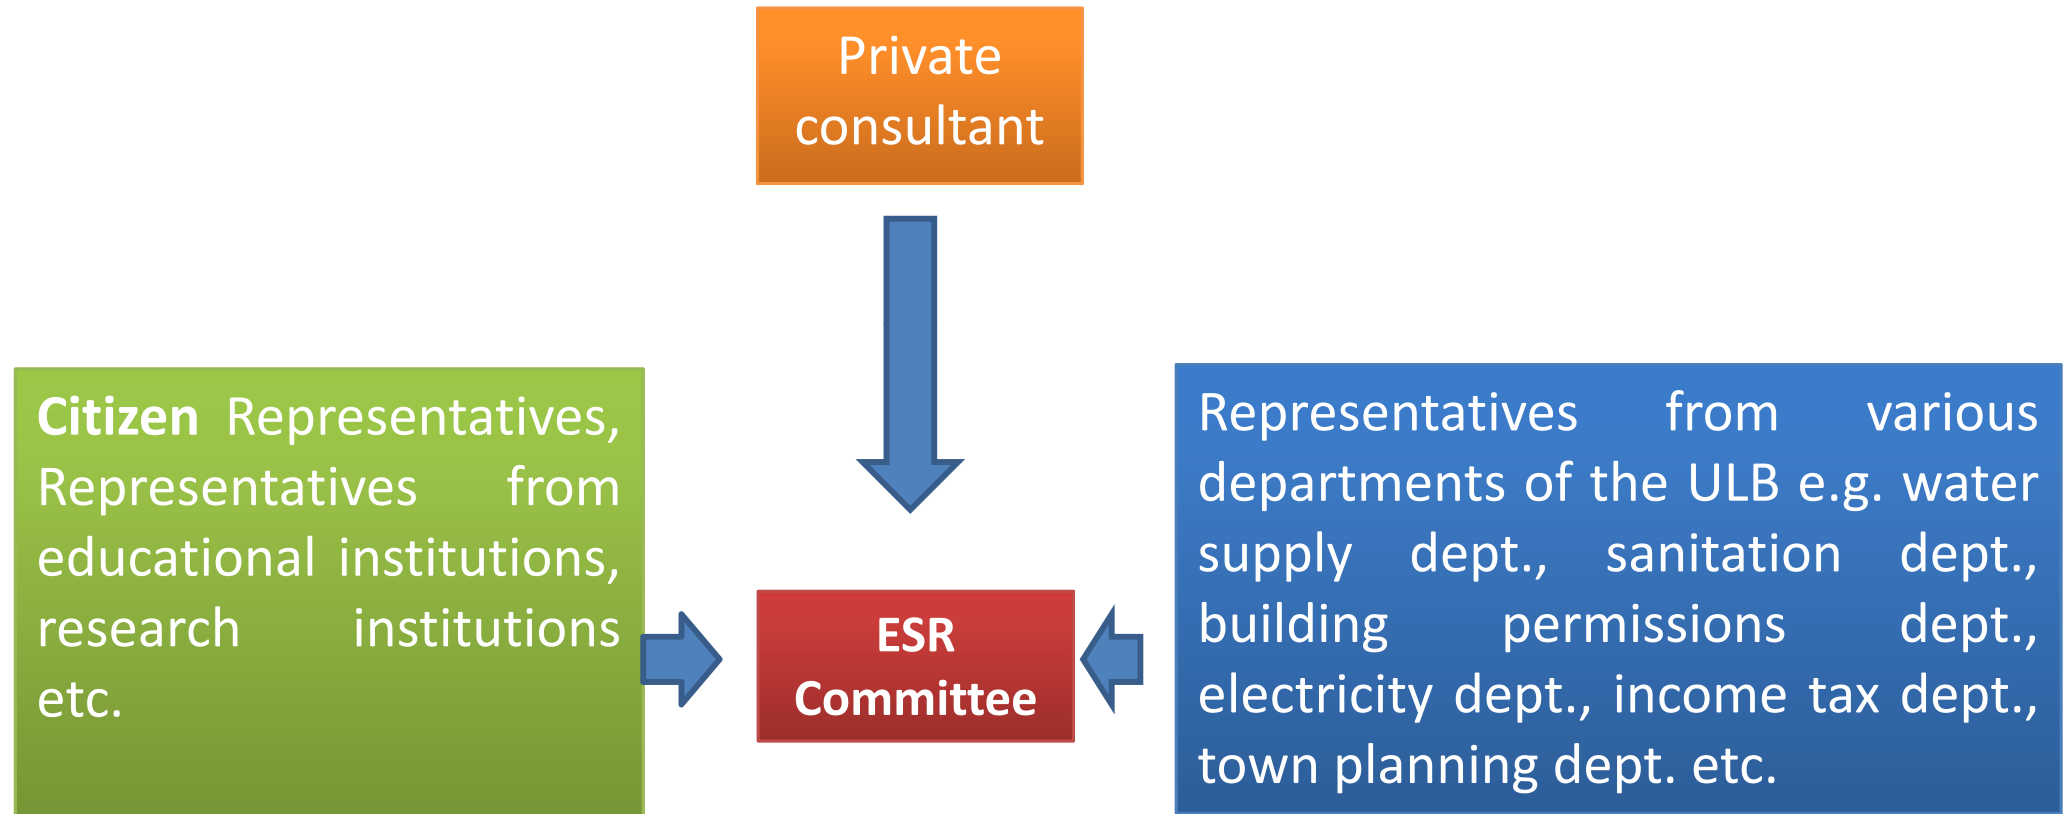 Private
consultant
Citizen Representatives,
Representatives from
educational institutions,
research institutions
etc.
ESR
Committee
Representatives from various
departments of the ULB e.g. water
supply dept., sanitation dept.,
building permissions dept.,
electricity dept., income tax dept.,
town planning dept. etc.